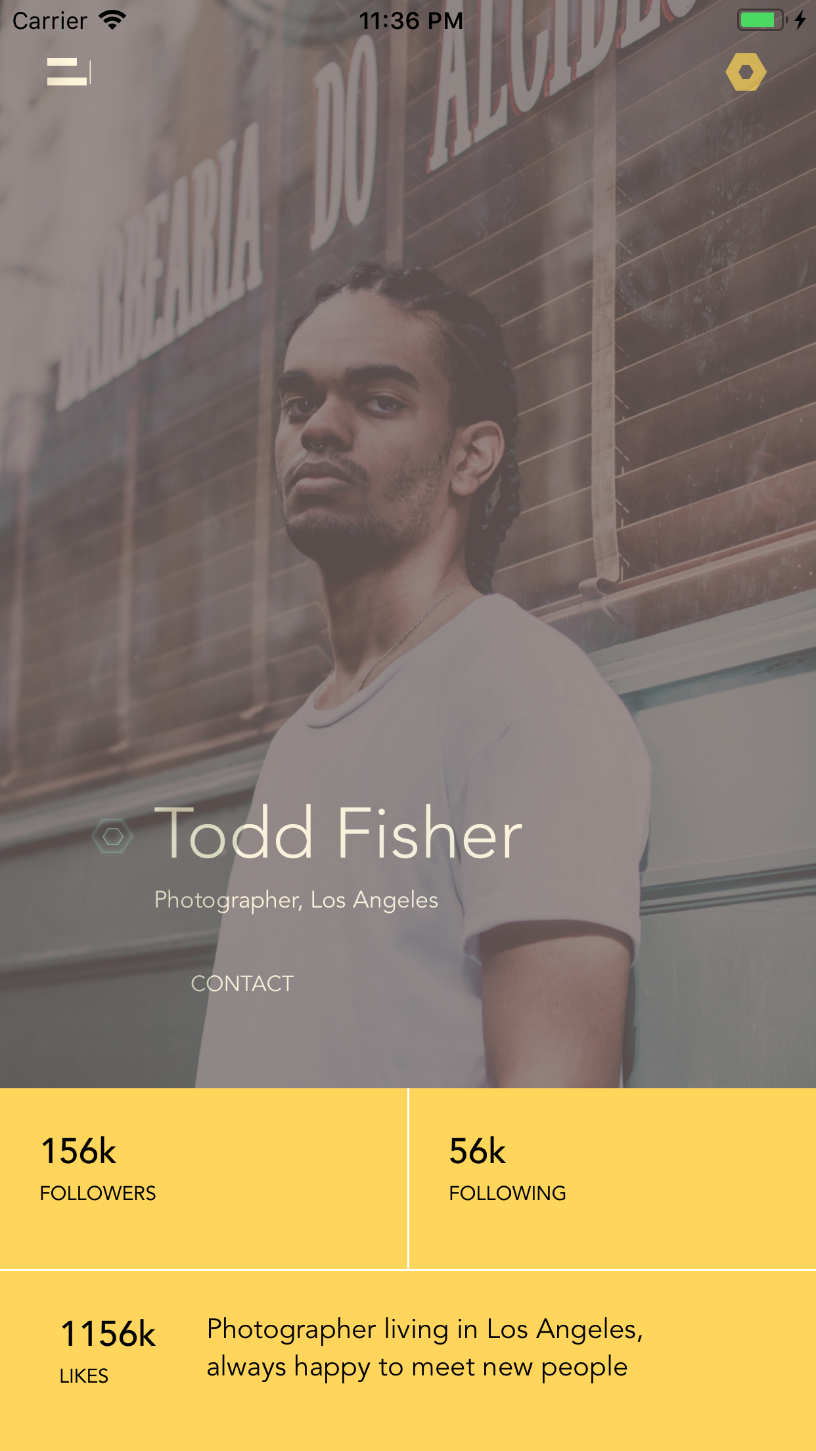 Carrier 11:36 PM
BARBEARIA DO ALCIDES
Todd Fisher
Photographer, Los Angeles
CONTACT
156k
FOLLOWERS
56k
FOLLOWING
1156k
LIKES
Photographer living in Los Angeles,
always happy to meet new people